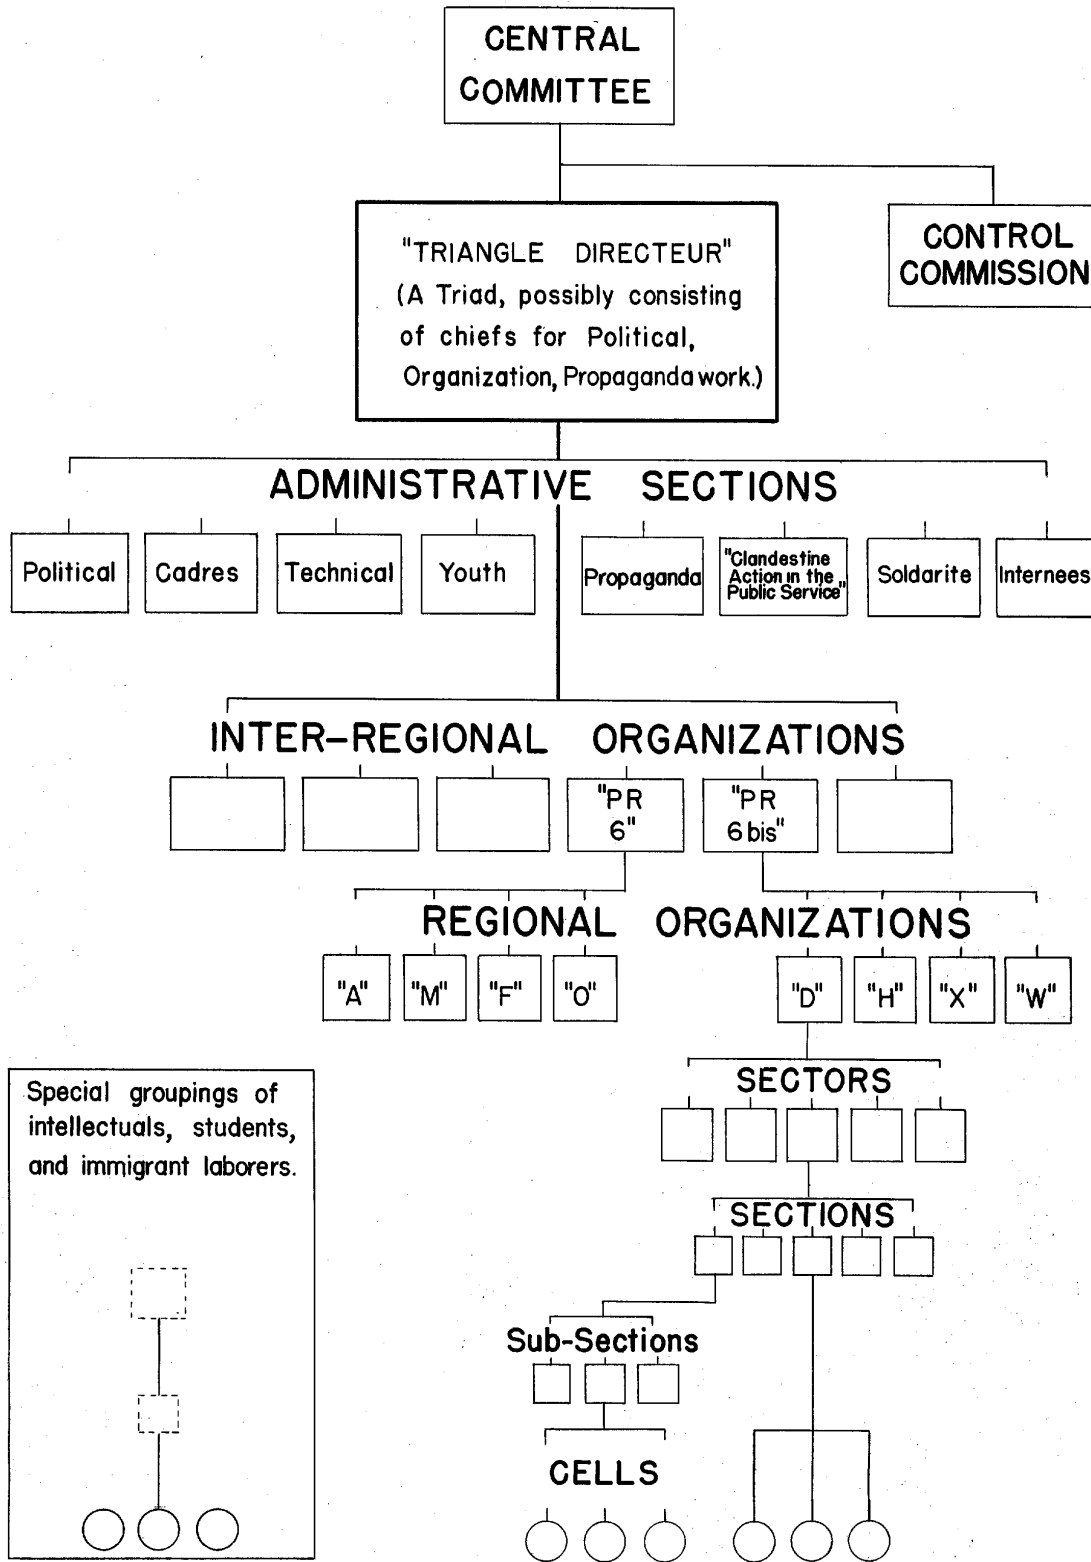 CENTRAL
COMMITTEE
"TRIANGLE DIRECTEUR"
(A Triad, possibly consisting
of chiefs for Political,
Organization, Propaganda work.)
CONTROL
COMMISSION
ADMINISTRATIVE SECTIONS
Political
Cadres
Technical
Youth
Propaganda
"Clandestine
Action in the
Public Service"
Soldarite
Internees
INTER-REGIONAL ORGANIZATIONS
"PR
6"
"PR
6 bis"
REGIONAL ORGANIZATIONS
"A"
"M"
"F"
"O"
"D"
"H"
"X"
"W"
SECTORS
SECTIONS
Sub-Sections
CELLS
Special groupings of
intellectuals, students,
and immigrant laborers.